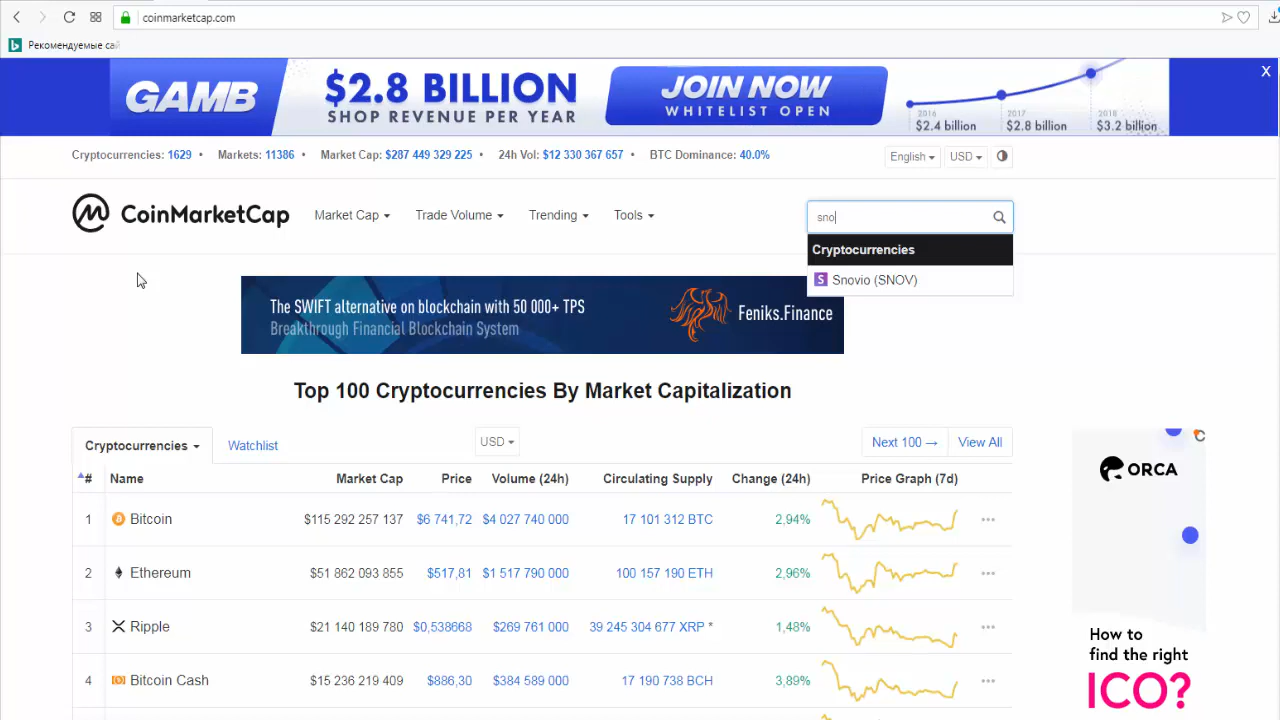 coinmarketcap.com
Рекомендуемые сай
GAMB
$2.8 BILLION
SHOP REVENUE PER YEAR
JOIN NOW
WHITELIST OPEN
2016
$2.4 billion
2017
$2.8 billion
2018
$3.2 billion
X
Cryptocurrencies: 1629 • Markets: 11386 • Market Cap: $287 449 329 225 • 24h Vol: $12 330 367 657 • BTC Dominance: 40.0%
English USD
CoinMarketCap
Market Cap Trade Volume Trending Tools
sno
Cryptocurrencies
Snovio (SNOV)
The SWIFT alternative on blockchain with 50 000+ TPS
Breakthrough Financial Blockchain System
Feniks.Finance
Top 100 Cryptocurrencies By Market Capitalization
Cryptocurrencies Watchlist USD Next 100 → View All
# Name Market Cap Price Volume (24h) Circulating Supply Change (24h) Price Graph (7d)
1 Bitcoin $115 292 257 137 $6 741,72 $4 027 740 000 17 101 312 BTC 2,94%
2 Ethereum $51 862 093 855 $517,81 $1 517 790 000 100 157 190 ETH 2,96%
3 Ripple $21 140 189 780 $0,538668 $269 761 000 39 245 304 677 XRP * 1,48%
4 Bitcoin Cash $15 236 219 409 $886,30 $384 589 000 17 190 738 BCH 3,89%
ORCA
How to
find the right
ICO?